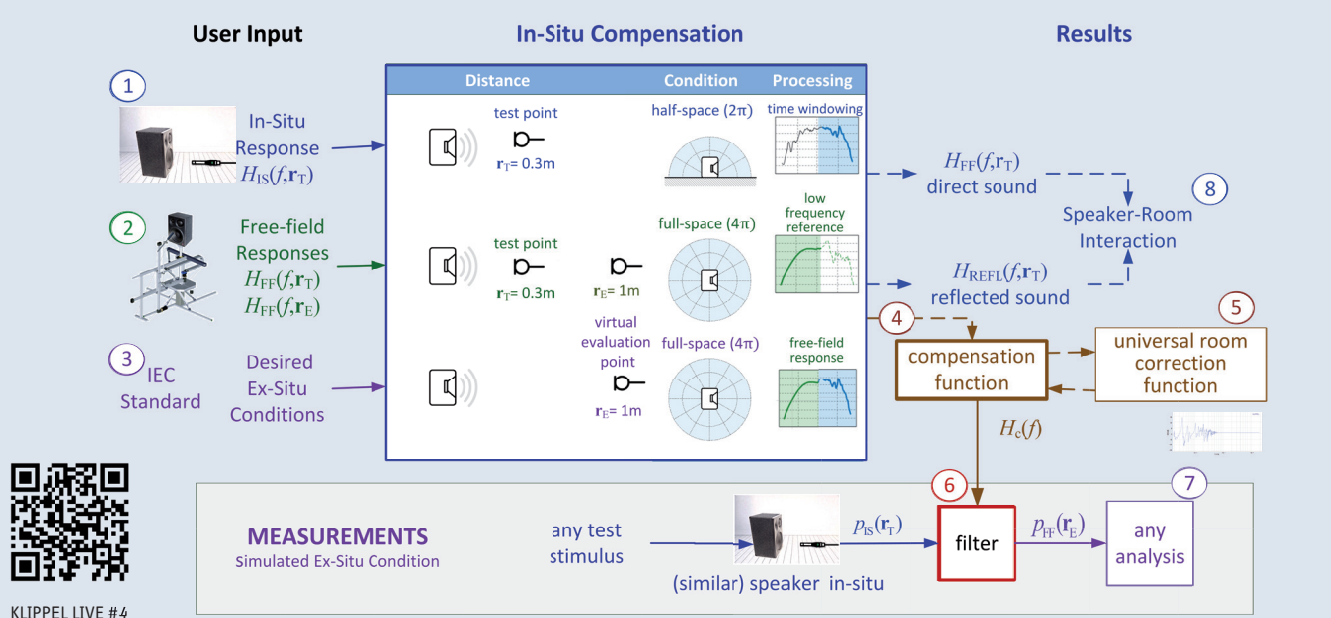 User Input
In-Situ Compensation
Results
Distance
Condition
Processing
1
In-Situ
Response
H_IS(f,r_T)
test point
r_T= 0.3m
half-space (2π)
time windowing
H_FF(f,r_T)
direct sound
8
Speaker-Room
Interaction
2
Free-field
Responses
H_FF(f,r_T)
H_FF(f,r_E)
test point
r_T= 0.3m
r_E= 1m
full-space (4π)
low
frequency
reference
H_REFL(f,r_T)
reflected sound
3
IEC
Standard
Desired
Ex-Situ
Conditions
virtual
evaluation
point
r_E= 1m
full-space (4π)
free-field
response
4
compensation
function
5
universal room
correction
function
H_c(f)
MEASUREMENTS
Simulated Ex-Situ Condition
any test
stimulus
(similar) speaker in-situ
p_IS(r_T)
6
filter
p_FF(r_E)
7
any
analysis
KLIPPEL LIVE #4